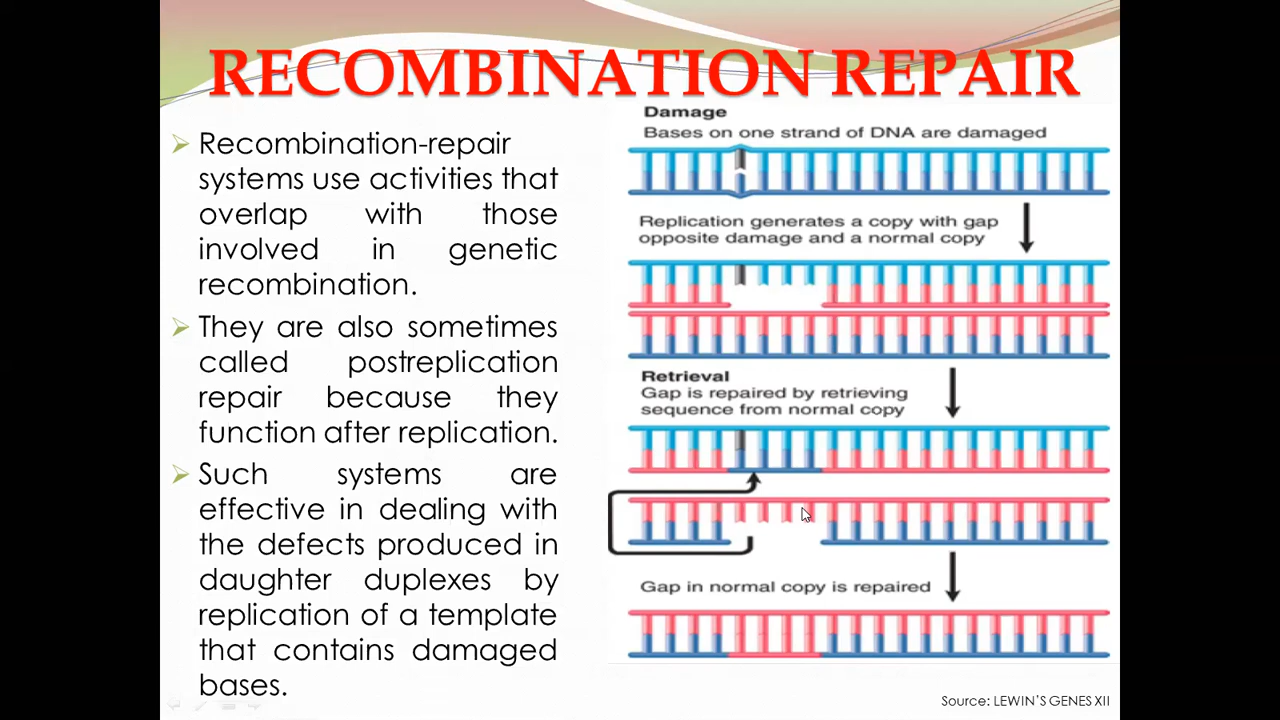 RECOMBINATION REPAIR
➢ Recombination-repair
systems use activities that
overlap with those
involved in genetic
recombination.
➢ They are also sometimes
called postreplication
repair because they
function after replication.
➢ Such systems are
effective in dealing with
the defects produced in
daughter duplexes by
replication of a template
that contains damaged
bases.
Damage
Bases on one strand of DNA are damaged
Replication generates a copy with gap
opposite damage and a normal copy
Retrieval
Gap is repaired by retrieving
sequence from normal copy
Gap in normal copy is repaired
Source: LEWIN'S GENES XII